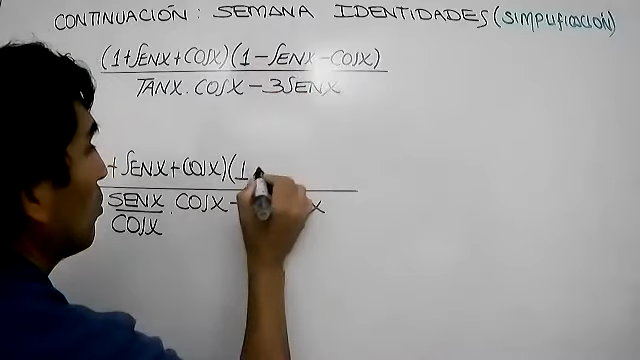 CONTINUACIÓN: SEMANA IDENTIDADES (SIMPLIFICACIÓN)
(1+SENX+COSX)(1-SENX-COSX)
TANX.COSX-3SENX
+SENX+COSX)(1
SENX.COSX- X
COSX